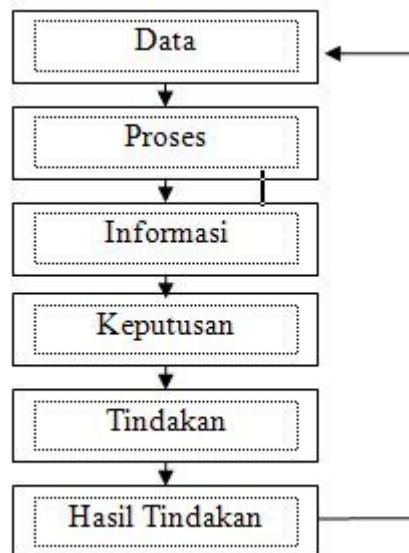 Data
Proses
Informasi
Keputusan
Tindakan
Hasil Tindakan